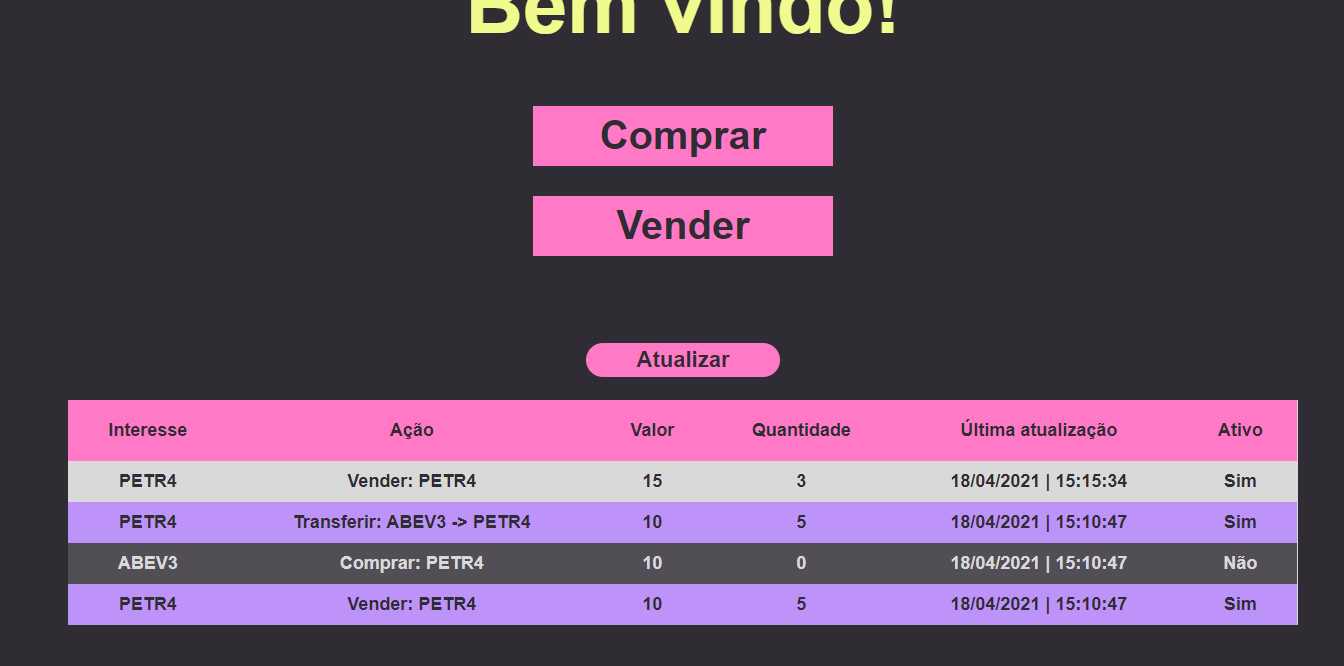 Bem Vindo!
Comprar
Vender
Atualizar
Interesse Ação Valor Quantidade Última atualização Ativo
PETR4 Vender: PETR4 15 3 18/04/2021 | 15:15:34 Sim
PETR4 Transferir: ABEV3 -> PETR4 10 5 18/04/2021 | 15:10:47 Sim
ABEV3 Comprar: PETR4 10 0 18/04/2021 | 15:10:47 Não
PETR4 Vender: PETR4 10 5 18/04/2021 | 15:10:47 Sim